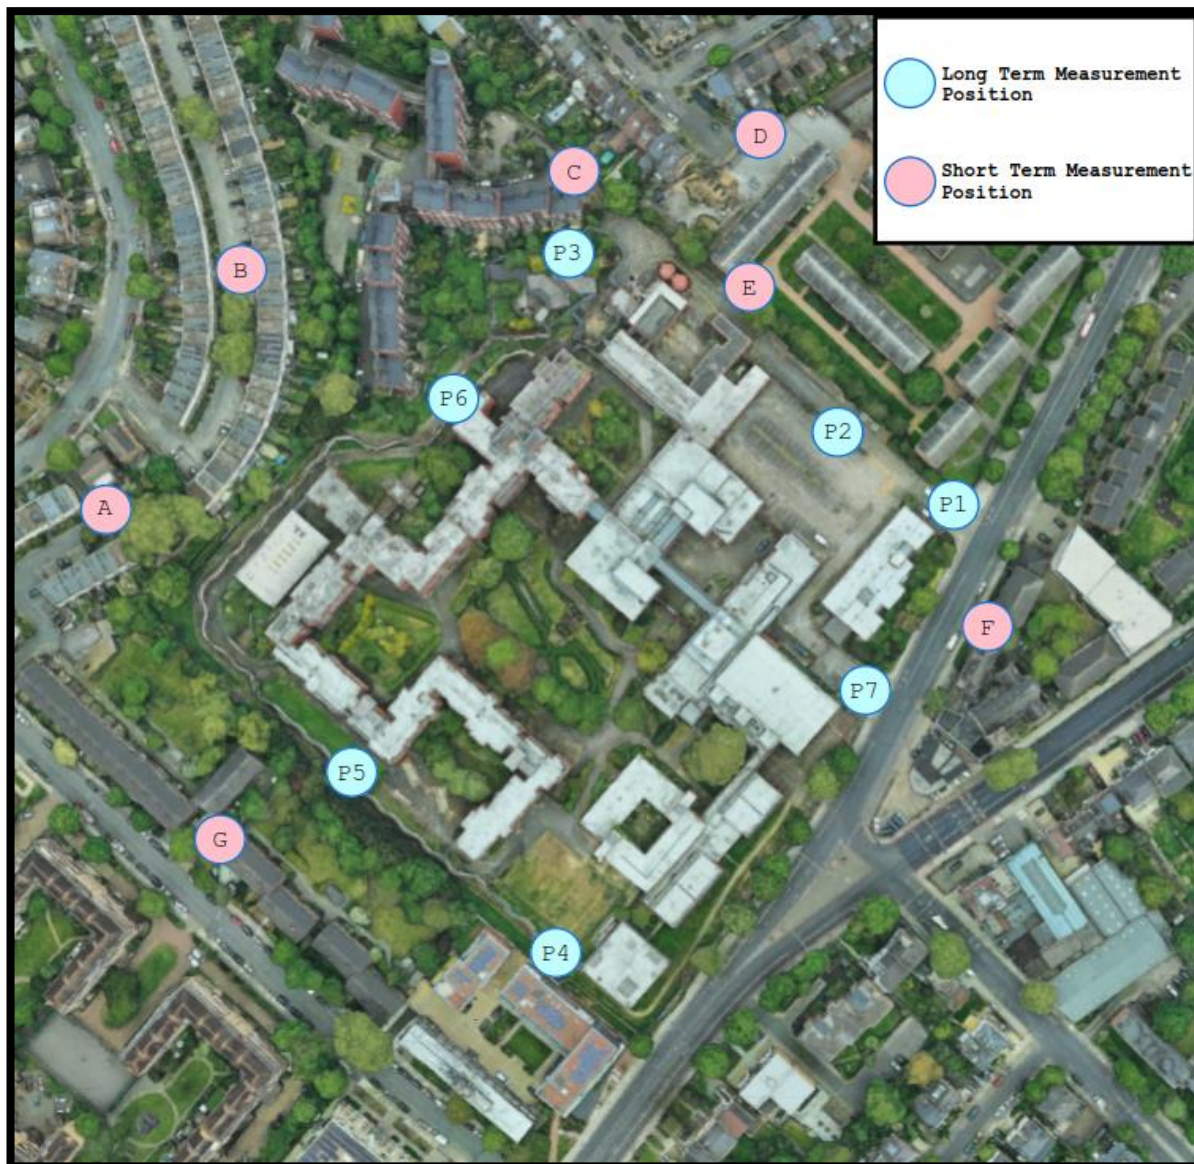 Long Term Measurement
Position
Short Term Measurement
Position
D
C
P3
B
E
P6
P2
A
P1
F
P7
P5
G
P4